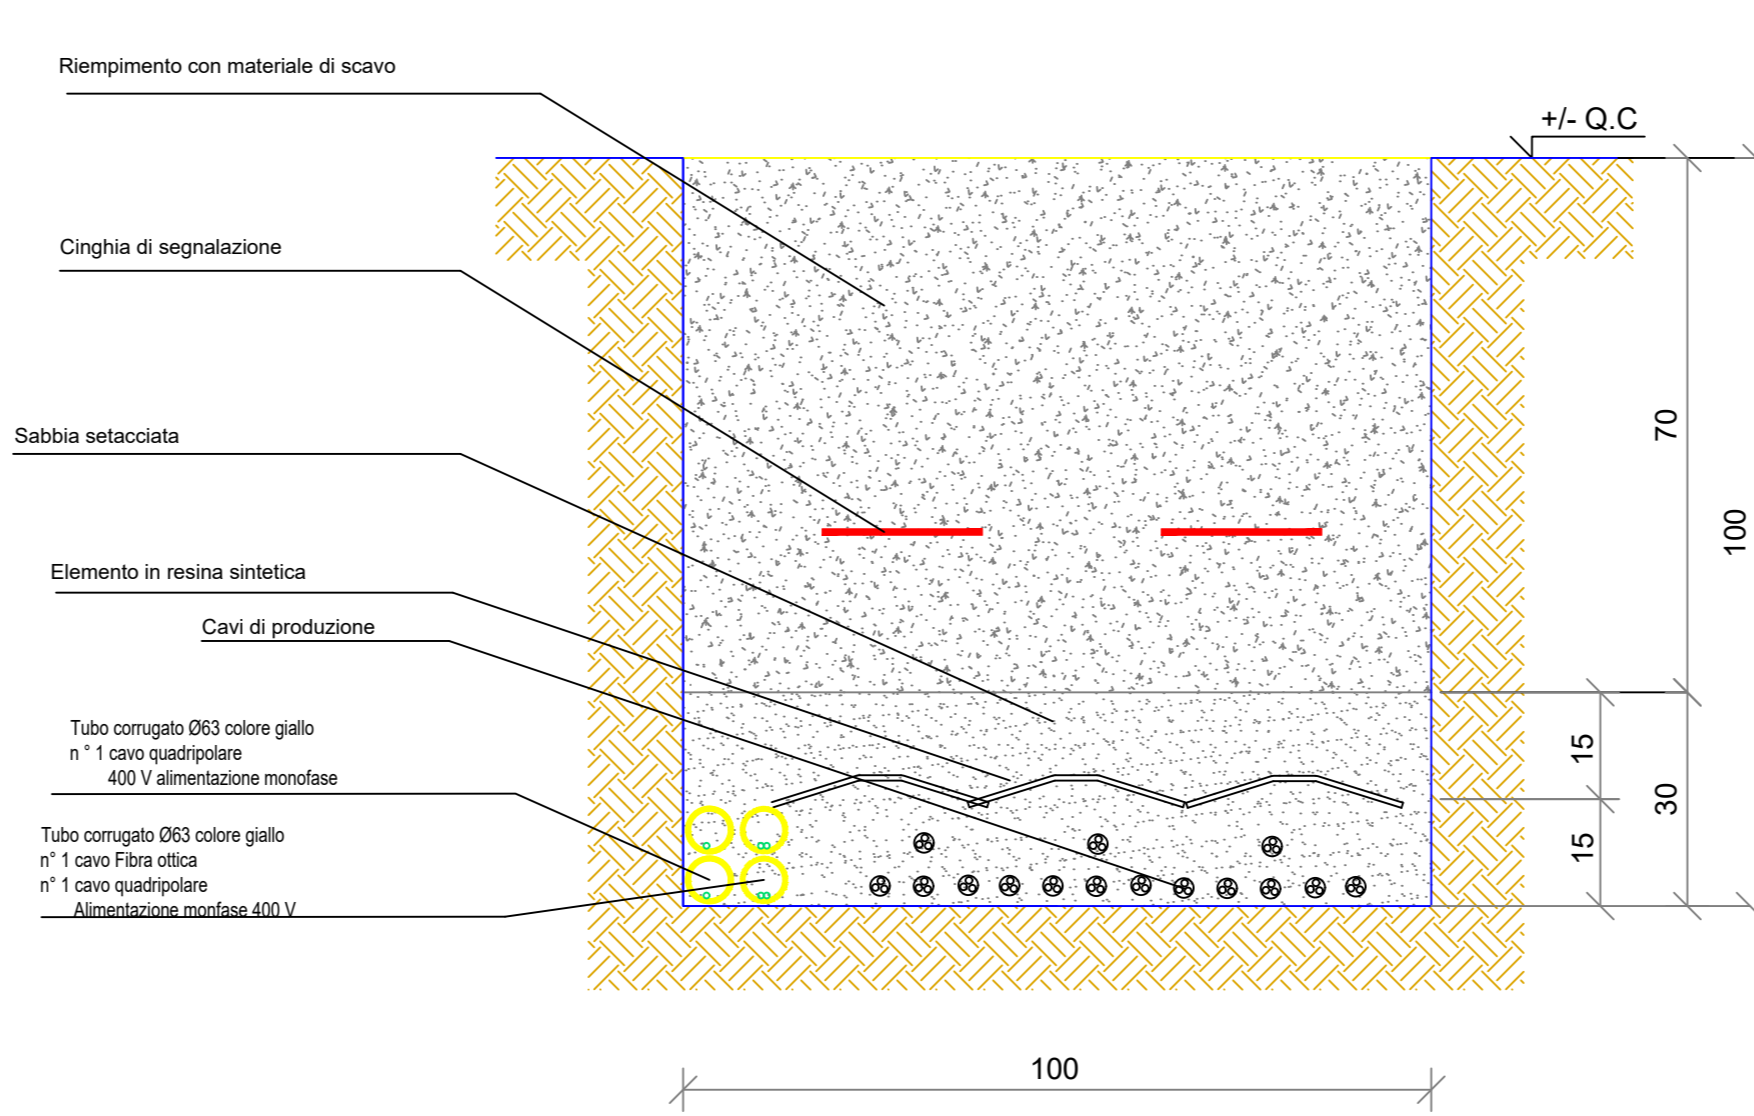 Riempimento con materiale di scavo
+/- Q.C
Cinghia di segnalazione
Sabbia setacciata
Elemento in resina sintetica
Cavi di produzione
Tubo corrugato Ø63 colore giallo
n ° 1 cavo quadripolare
400 V alimentazione monofase
Tubo corrugato Ø63 colore giallo
n° 1 cavo Fibra ottica
n° 1 cavo quadripolare
Alimentazione monfase 400 V
70
100
15
30
15
100